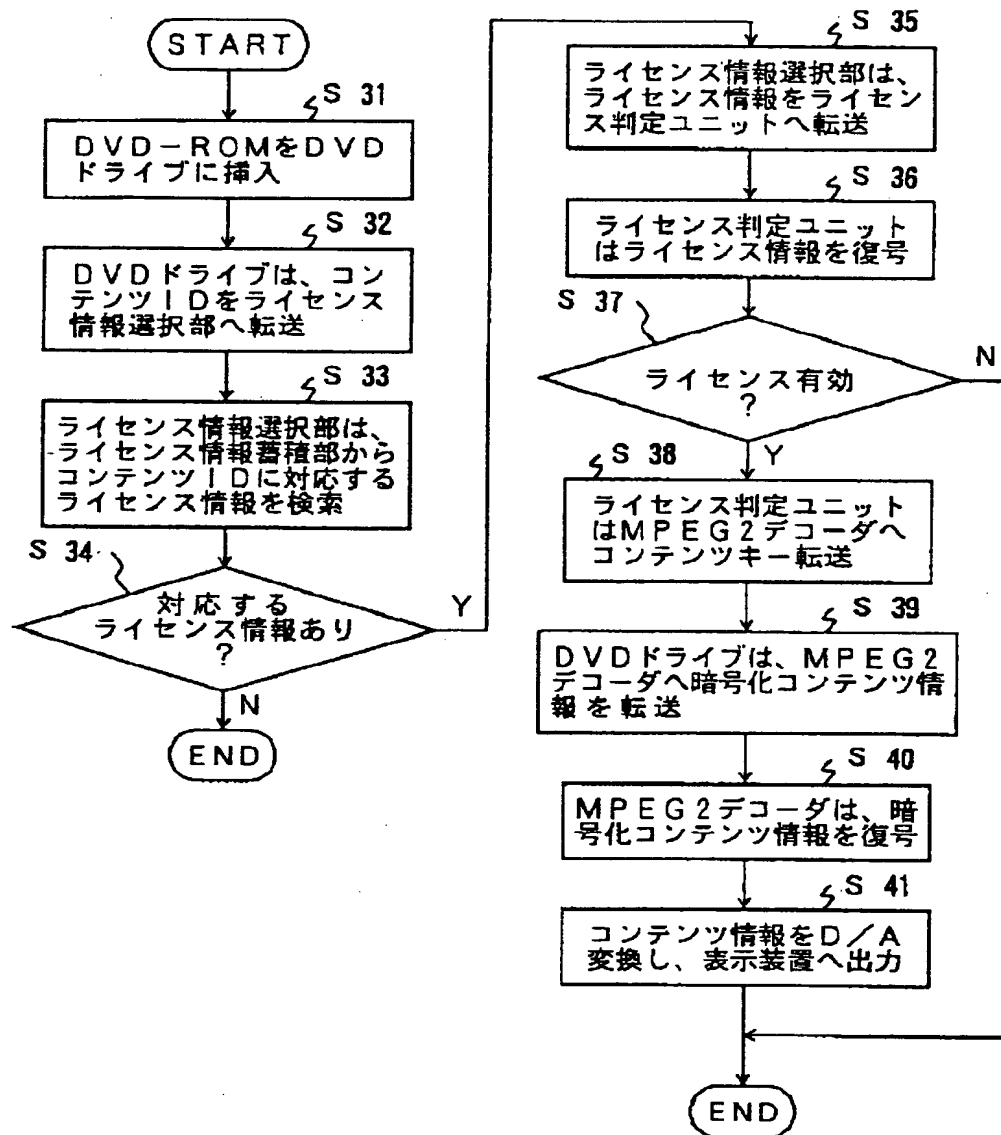 START
S 31
DVD-ROMをDVD
ドライブに挿入
S 32
DVDドライブは、コン
テンツIDをライセンス
情報選択部へ転送
S 33
ライセンス情報選択部は、
ライセンス情報蓄積部から
コンテンツIDに対応する
ライセンス情報を検索
S 34
対応する
ライセンス情報あり
?
Y
N
END
S 35
ライセンス情報選択部は、
ライセンス情報をライセン
ス判定ユニットへ転送
S 36
ライセンス判定ユニット
はライセンス情報を復号
S 37
ライセンス有効
?
N
Y
S 38
ライセンス判定ユニット
はMPEG2デコーダへ
コンテンツキー転送
S 39
DVDドライブは、MPEG2
デコーダへ暗号化コンテンツ情
報を転送
S 40
MPEG2デコーダは、暗
号化コンテンツ情報を復号
S 41
コンテンツ情報をD/A
変換し、表示装置へ出力
END